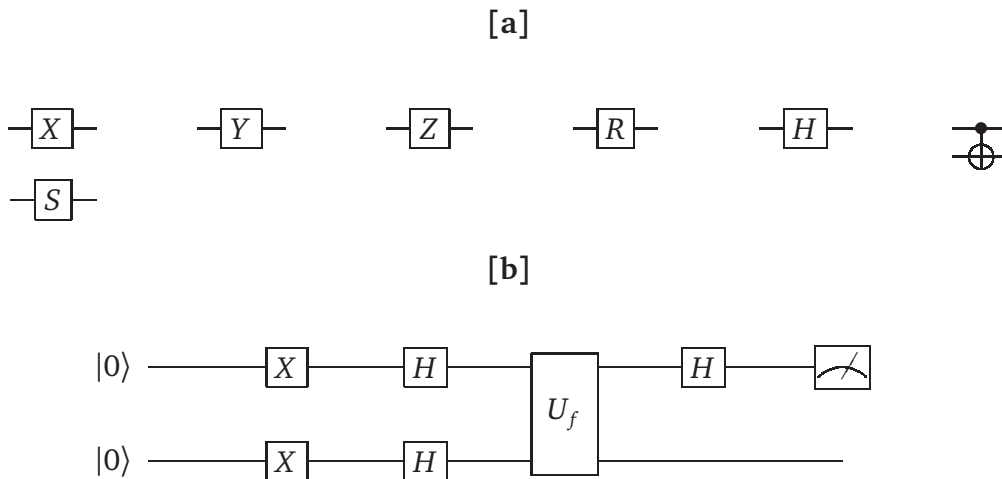 [a]
X Y Z R H
S
[b]
|0⟩ X H U_f H
|0⟩ X H